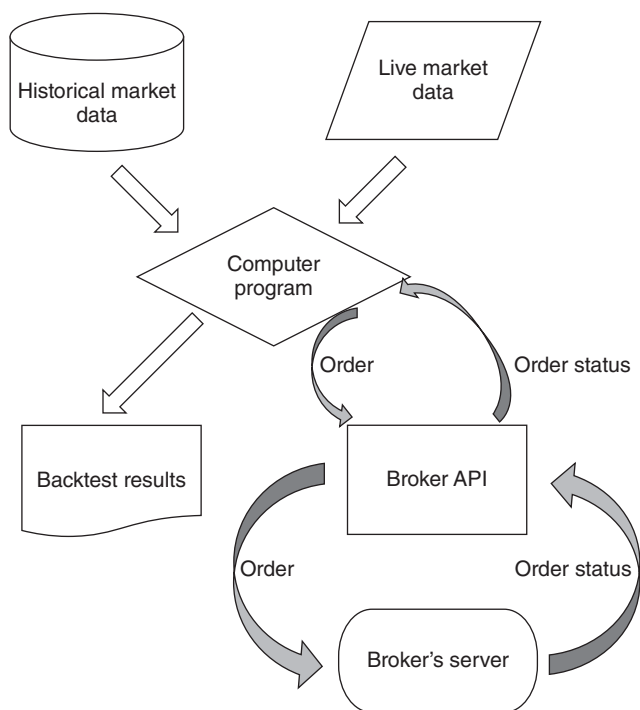 Historical market
data
Live market
data
Computer
program
Order
Order status
Backtest results
Broker API
Order
Order status
Broker's server